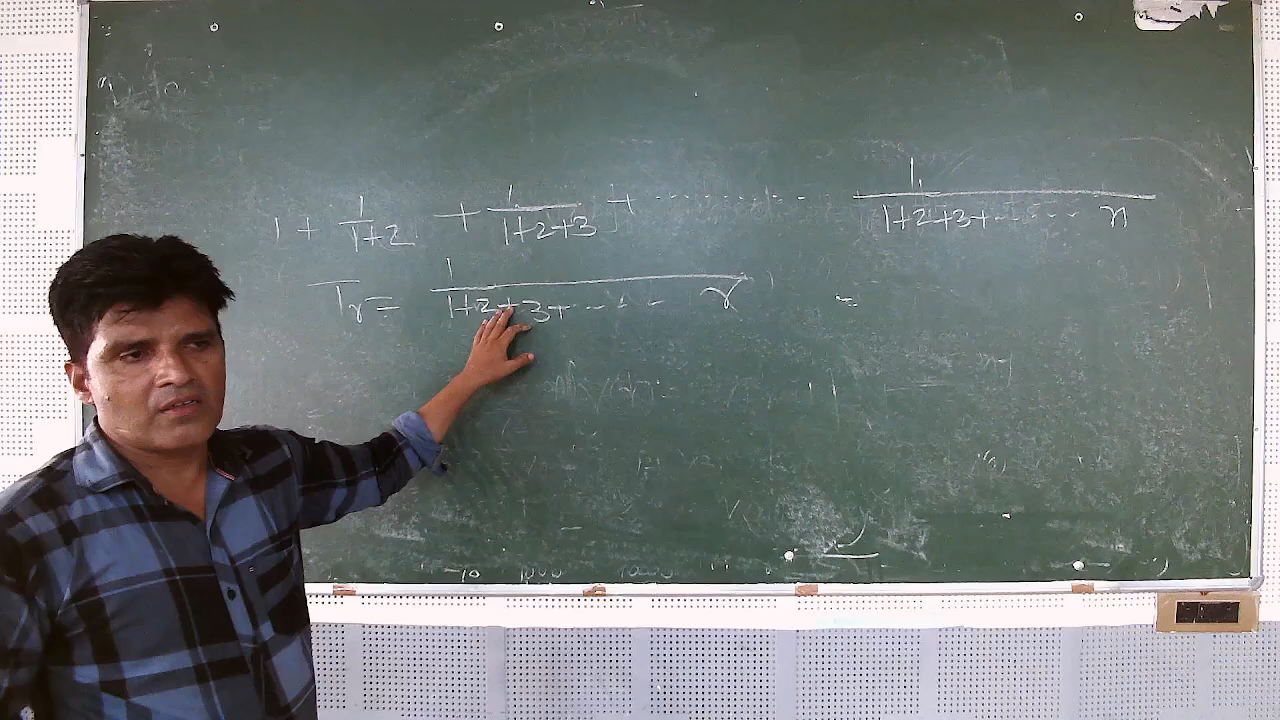 1 + 1/1+2 + 1/1+2+3 + ............ 1/1+2+3+...... n
Tr = 1/1+2+3+..... r =